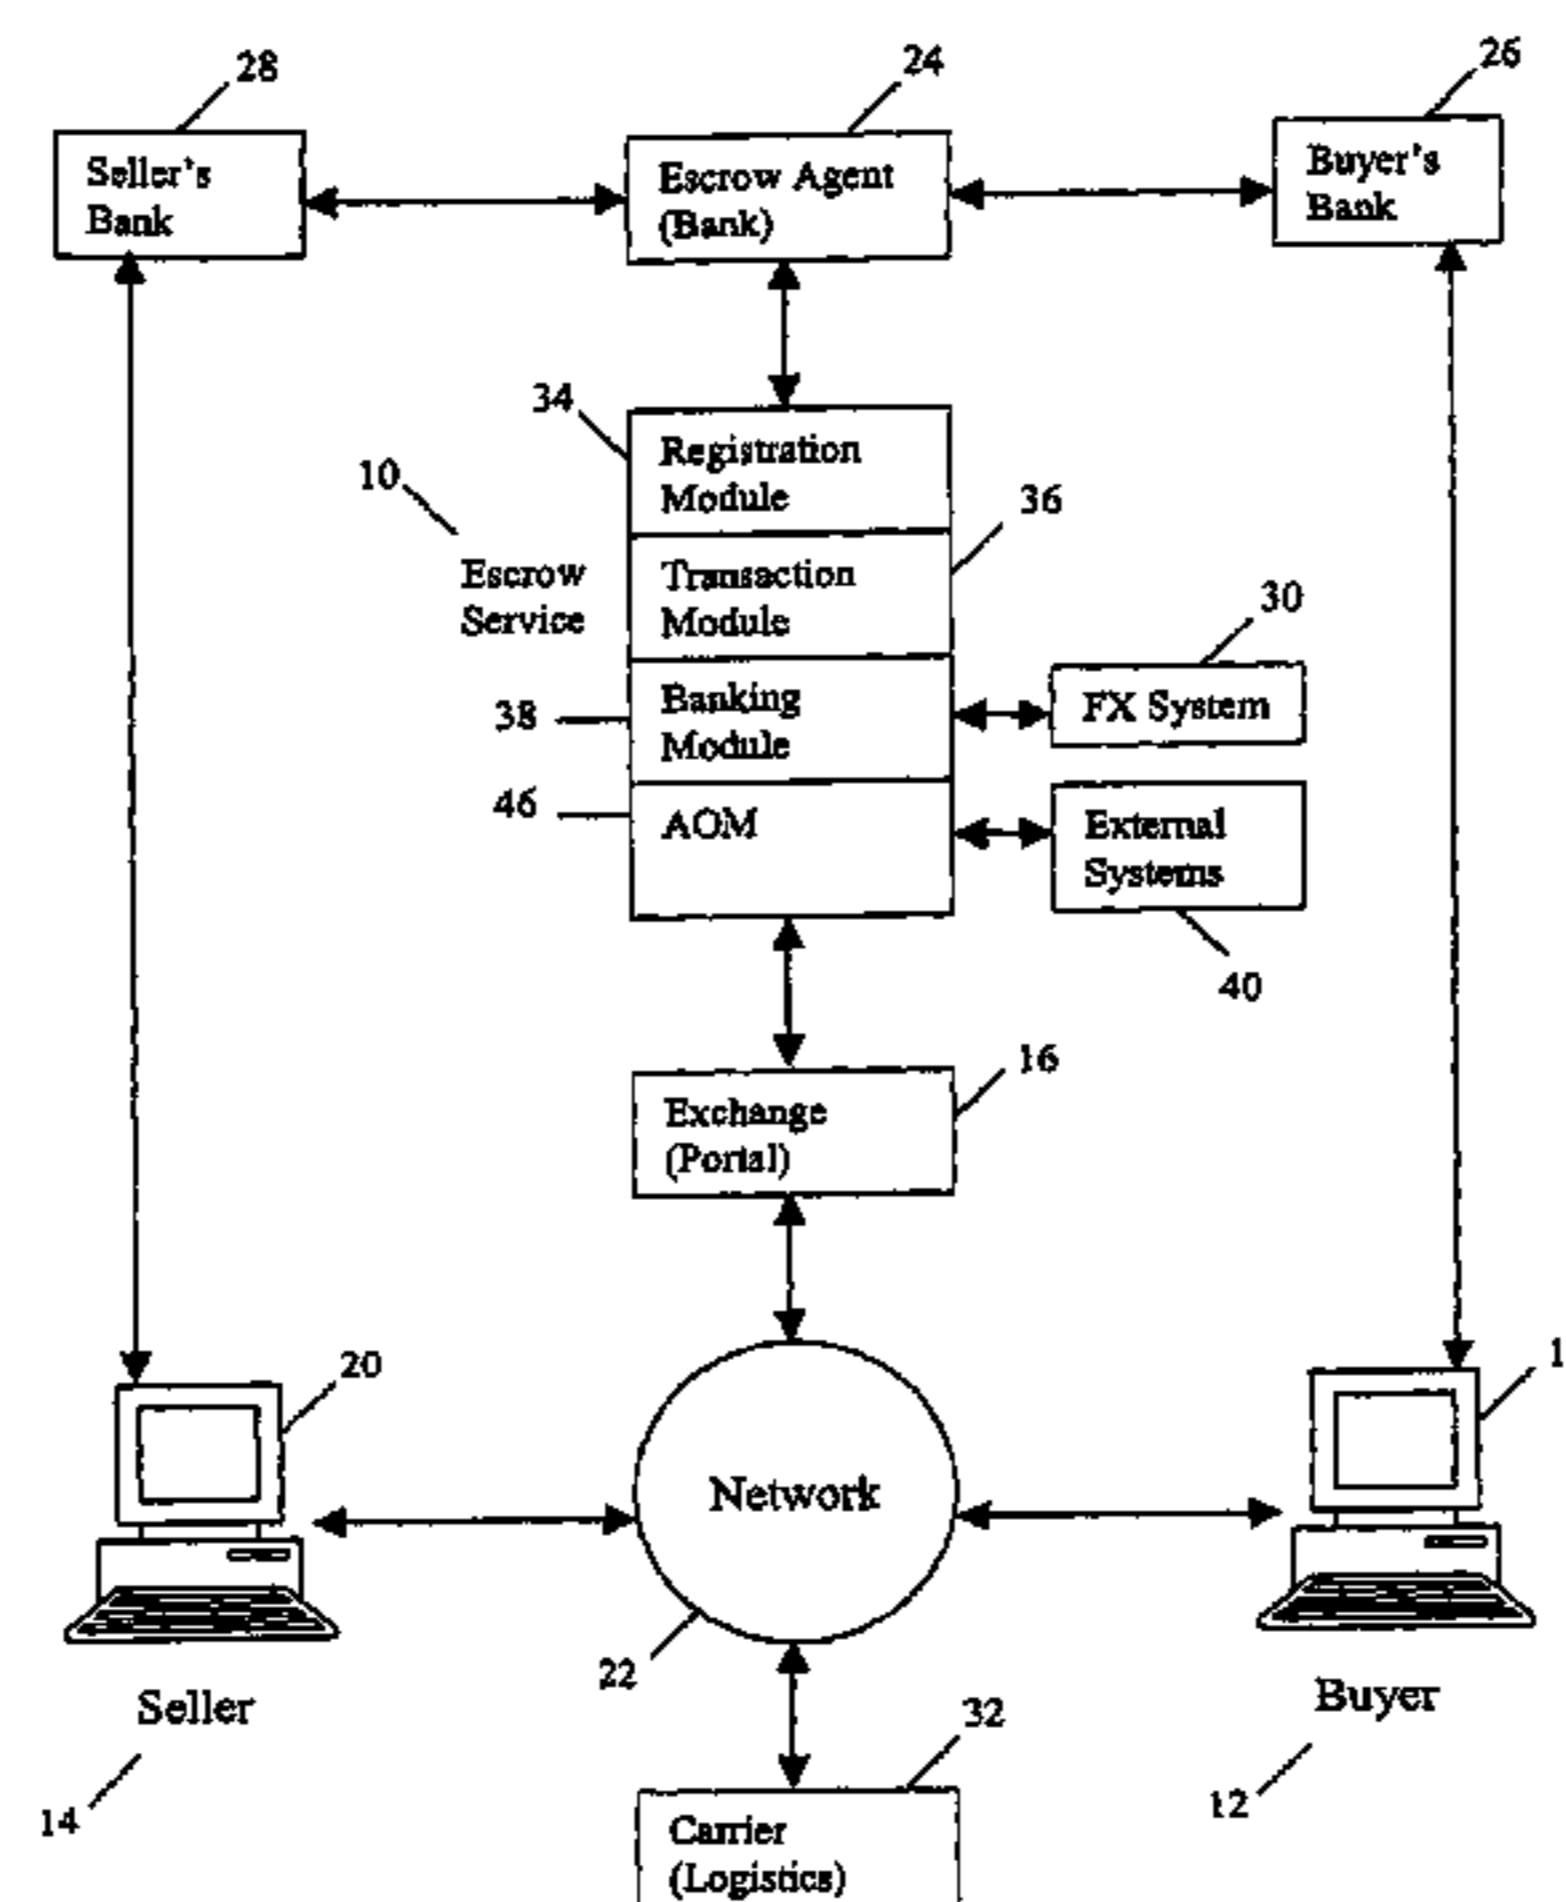 28
24
26
Seller's
Bank
Escrow Agent
(Bank)
Buyer's
Bank
34
Registration
Module
10
36
Escrow
Service
Transaction
Module
30
38
Banking
Module
FX System
46
AOM
External
Systems
40
16
Exchange
(Portal)
20
1
Network
22
Seller
Buyer
32
14
12
Carrier
(Logistics)